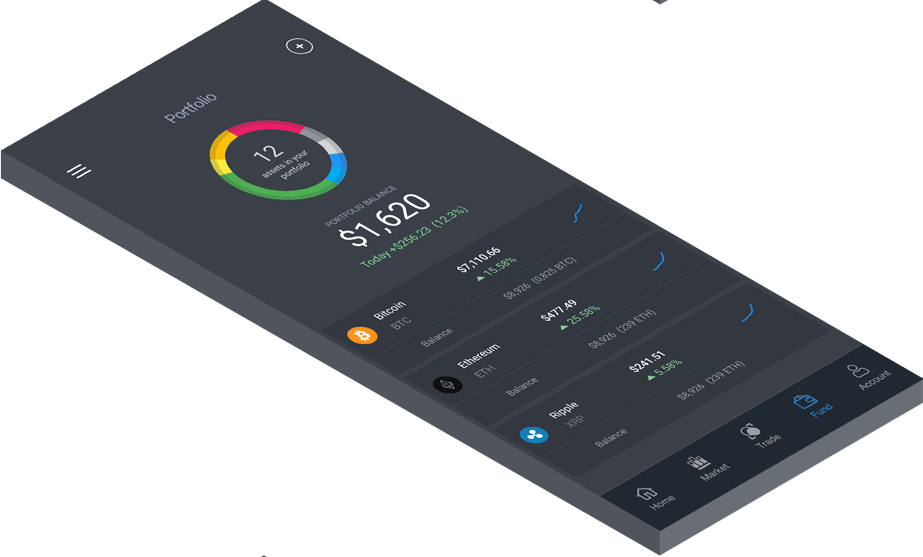 Portfolio
12
assets in your
portfolio
PORTFOLIO BALANCE
$1,620
Today +$256.23 (12.3%)
Bitcoin
BTC
$7,110.66
15.58%
Balance
$8,926 (0,825 BTC)
Ethereum
ETH
$477.49
25.58%
Balance
$8,926 (239 ETH)
Ripple
XRP
$241.51
5.58%
Balance
$8,926 (239 ETH)
Home
Market
Trade
Fund
Account